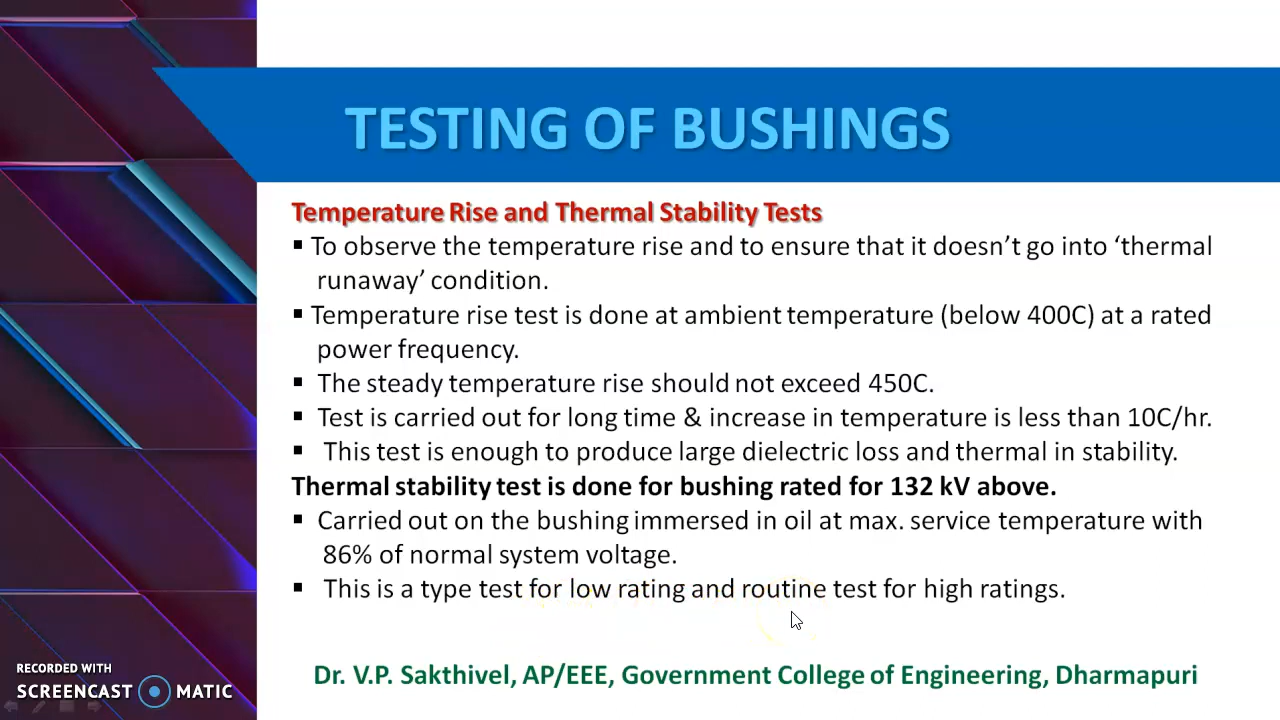 TESTING OF BUSHINGS
Temperature Rise and Thermal Stability Tests
▪ To observe the temperature rise and to ensure that it doesn’t go into ‘thermal
runaway’ condition.
▪ Temperature rise test is done at ambient temperature (below 400C) at a rated
power frequency.
▪ The steady temperature rise should not exceed 450C.
▪ Test is carried out for long time & increase in temperature is less than 10C/hr.
▪ This test is enough to produce large dielectric loss and thermal in stability.
Thermal stability test is done for bushing rated for 132 kV above.
▪ Carried out on the bushing immersed in oil at max. service temperature with
86% of normal system voltage.
▪ This is a type test for low rating and routine test for high ratings.
Dr. V.P. Sakthivel, AP/EEE, Government College of Engineering, Dharmapuri
RECORDED WITH
SCREENCAST MATIC